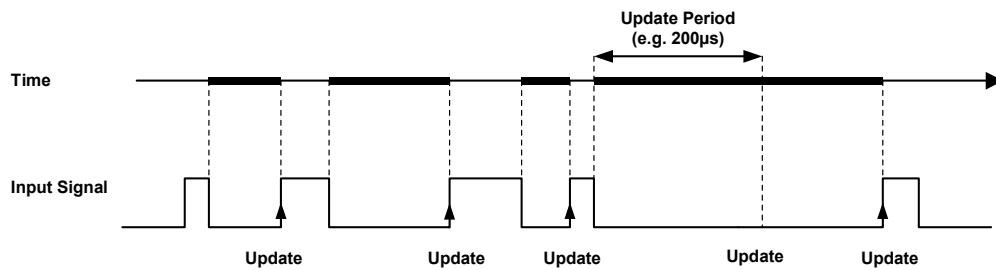 Update Period
(e.g. 200µs)
Time
Input Signal
Update
Update
Update
Update
Update